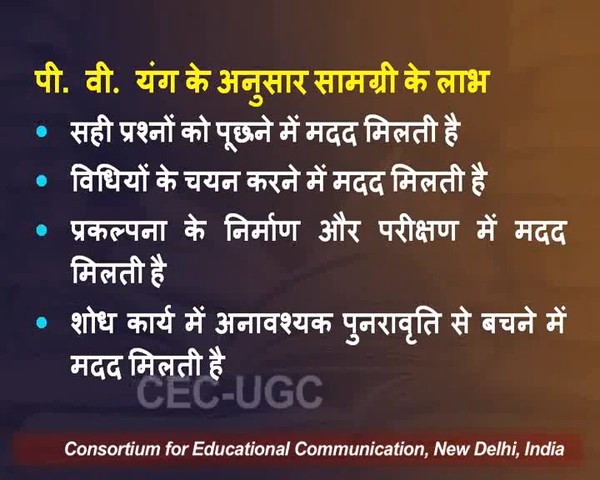 पी. वी. यंग के अनुसार सामग्री के लाभ
• सही प्रश्नों को पूछने में मदद मिलती है
• विधियों के चयन करने में मदद मिलती है
• प्रकल्पना के निर्माण और परीक्षण में मदद
मिलती है
• शोध कार्य में अनावश्यक पुनरावृति से बचने में
मदद मिलती है
CEC-UGC
Consortium for Educational Communication, New Delhi, India